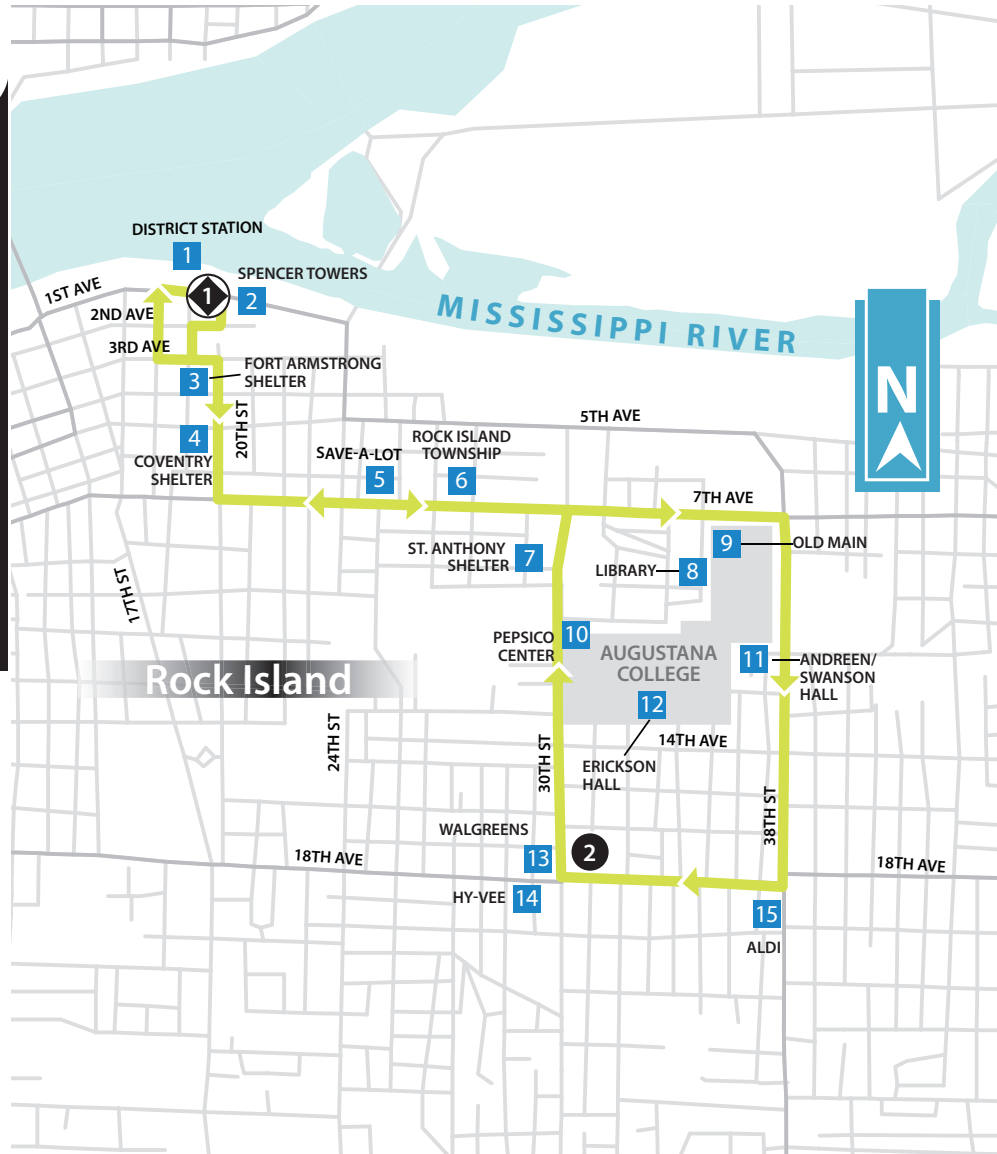 DISTRICT STATION
1
SPENCER TOWERS
1
2
1ST AVE
2ND AVE
3RD AVE
MISSISSIPPI RIVER
N
FORT ARMSTRONG
SHELTER
3
20TH ST
4
COVENTRY
SHELTER
5TH AVE
SAVE-A-LOT
5
ROCK ISLAND
TOWNSHIP
6
7TH AVE
9
OLD MAIN
ST. ANTHONY
SHELTER
7
LIBRARY
8
17TH ST
PEPSICO
CENTER
10
AUGUSTANA
COLLEGE
11
ANDREEN/
SWANSON
HALL
Rock Island
12
24TH ST
14TH AVE
30TH ST
ERICKSON
HALL
38TH ST
WALGREENS
13
2
18TH AVE
18TH AVE
HY-VEE
14
15
ALDI